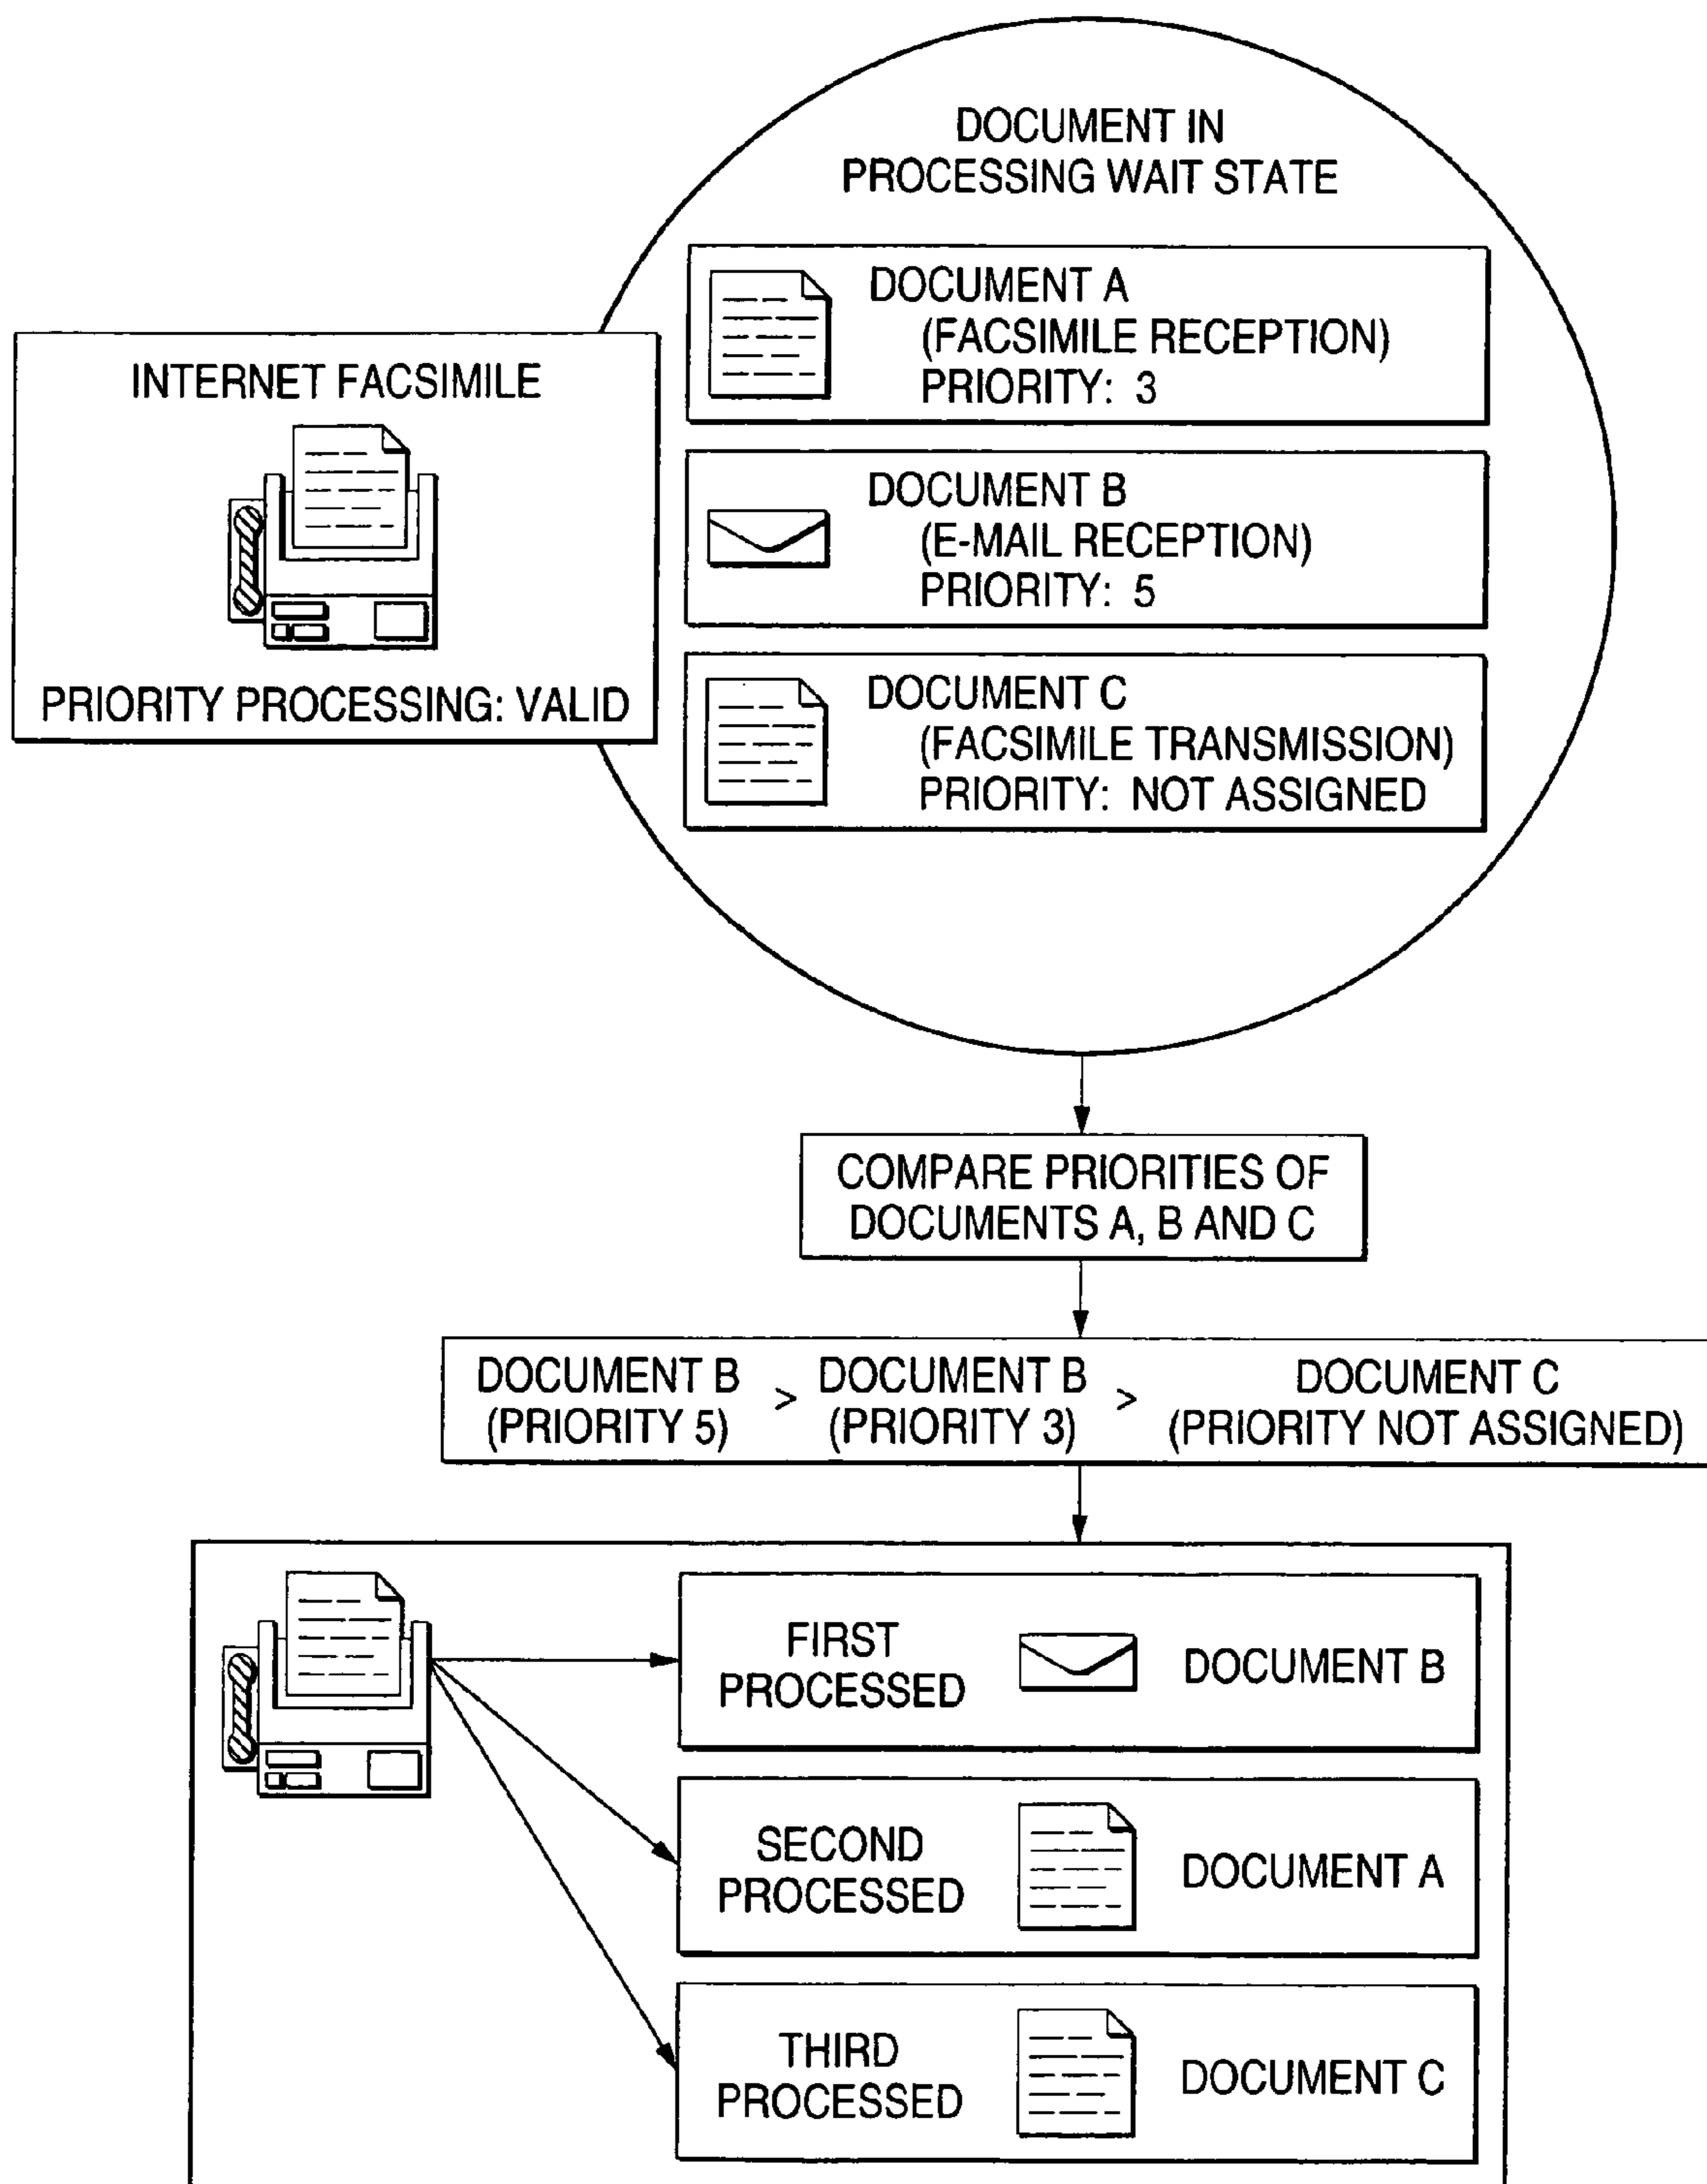 DOCUMENT IN
PROCESSING WAIT STATE
DOCUMENT A
(FACSIMILE RECEPTION)
PRIORITY: 3
INTERNET FACSIMILE
PRIORITY PROCESSING: VALID
DOCUMENT B
(E-MAIL RECEPTION)
PRIORITY: 5
DOCUMENT C
(FACSIMILE TRANSMISSION)
PRIORITY: NOT ASSIGNED
COMPARE PRIORITIES OF
DOCUMENTS A, B AND C
DOCUMENT B > DOCUMENT B > DOCUMENT C
(PRIORITY 5) (PRIORITY 3) (PRIORITY NOT ASSIGNED)
FIRST
PROCESSED
DOCUMENT B
SECOND
PROCESSED
DOCUMENT A
THIRD
PROCESSED
DOCUMENT C